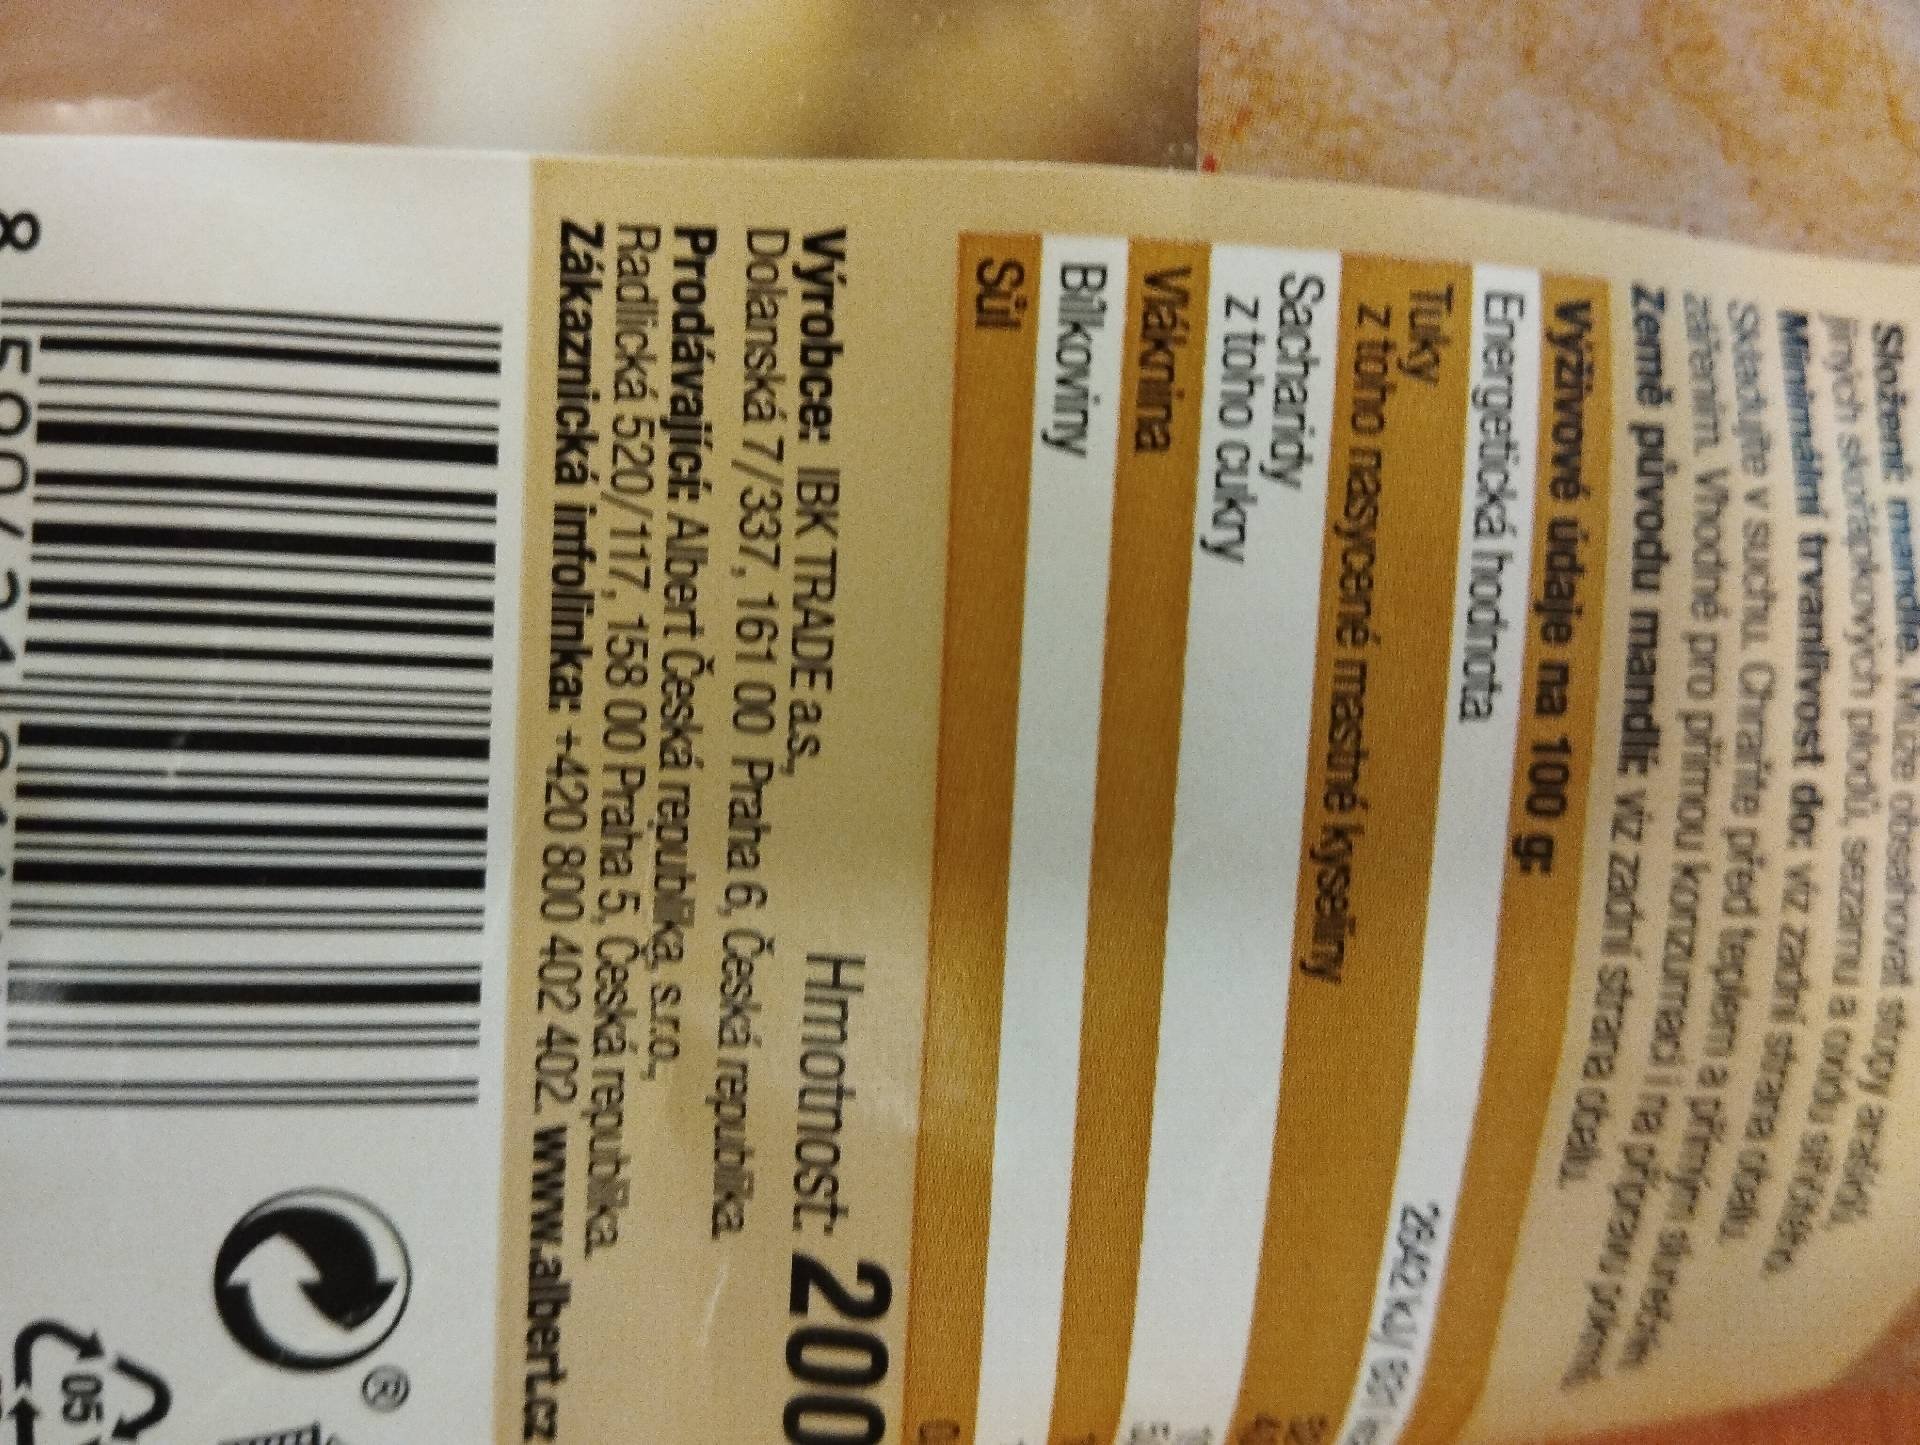 Složení: mandle. Může obsahovat stopy arašídů,
jiných skořápkových plodů, sezamu a oxidu siřičitého.
Minimální trvanlivost do: viz zadní strana obalu.
Skladujte v suchu. Chraňte před teplem a přímým slunečním
zářením. Vhodné pro přímou konzumaci i na přípravu pokrmů.
Země původu mandlí: viz zadní strana obalu.
Výživové údaje na 100 g:
Energetická hodnota 2642 kJ
Tuky
z toho nasycené mastné kyseliny
Sacharidy
z toho cukry
Vláknina
Bílkoviny
Sůl
Hmotnost: 200
Výrobce: IBK TRADE a.s.,
Dolanská 7/337, 161 00 Praha 6, Česká republika
Prodávající: Albert Česká republika, s.r.o.,
Radlická 520/117, 158 00 Praha 5, Česká republika
Zákaznická infolinka: +420 800 402 402. www.albert.cz
8
®
05